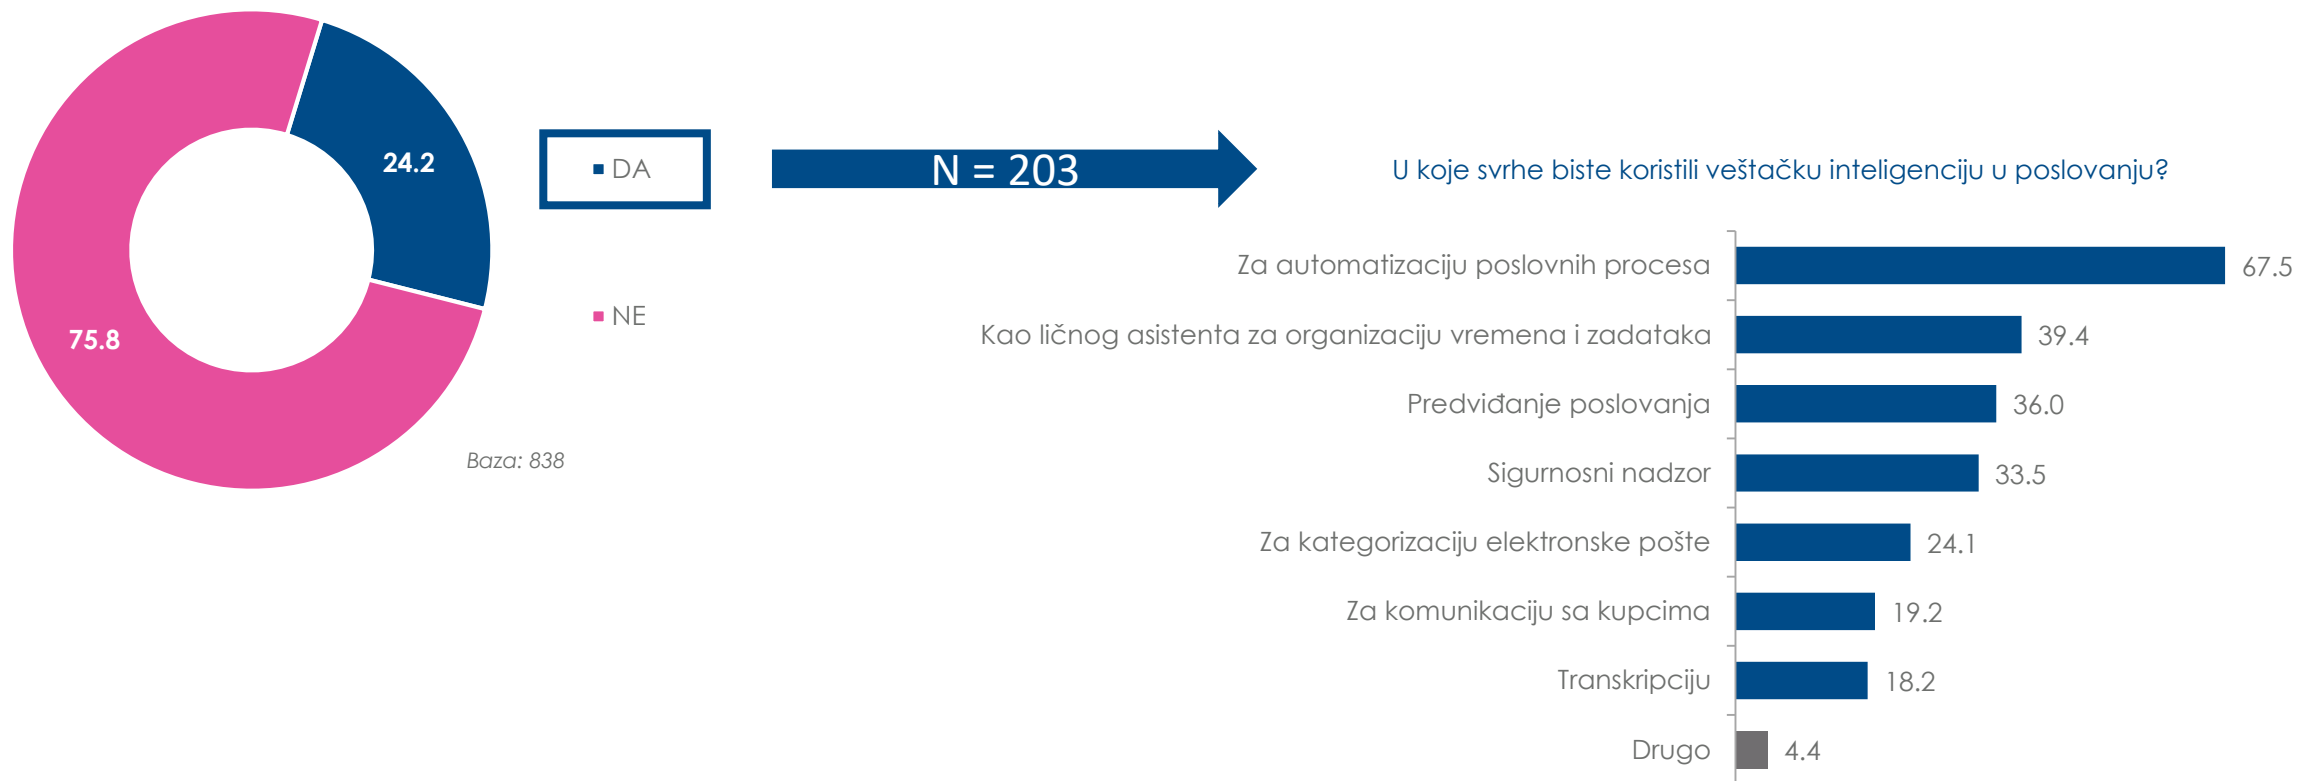 24.2
75.8
DA
NE
Baza: 838
N = 203
U koje svrhe biste koristili veštačku inteligenciju u poslovanju?
Za automatizaciju poslovnih procesa 67.5
Kao ličnog asistenta za organizaciju vremena i zadataka 39.4
Predviđanje poslovanja 36.0
Sigurnosni nadzor 33.5
Za kategorizaciju elektronske pošte 24.1
Za komunikaciju sa kupcima 19.2
Transkripciju 18.2
Drugo 4.4